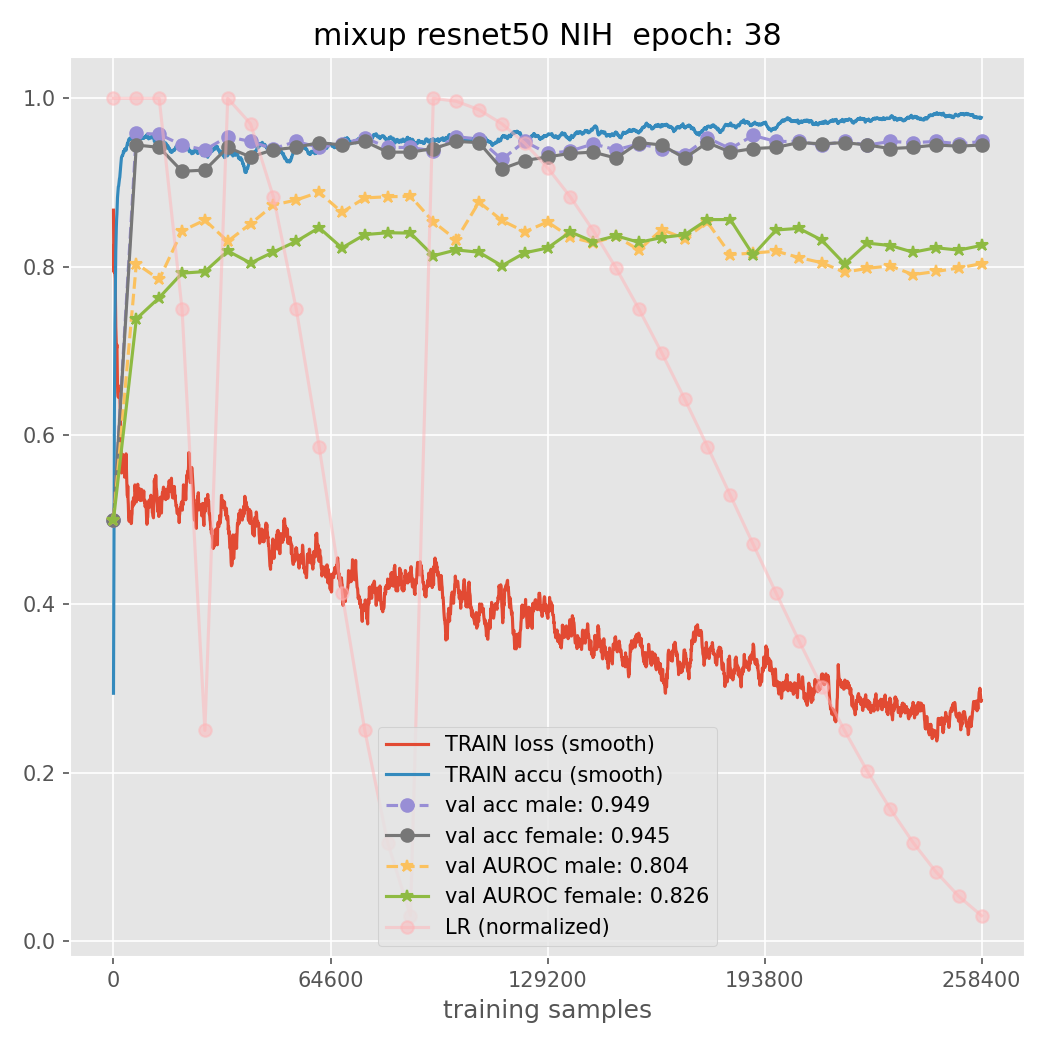 mixup resnet50 NIH  epoch: 38
1.0
0.8
0.6
0.4
0.2
0.0
TRAIN loss (smooth)
TRAIN accu (smooth)
val acc male: 0.949
val acc female: 0.945
val AUROC male: 0.804
val AUROC female: 0.826
LR (normalized)
0 64600 129200 193800 258400
training samples